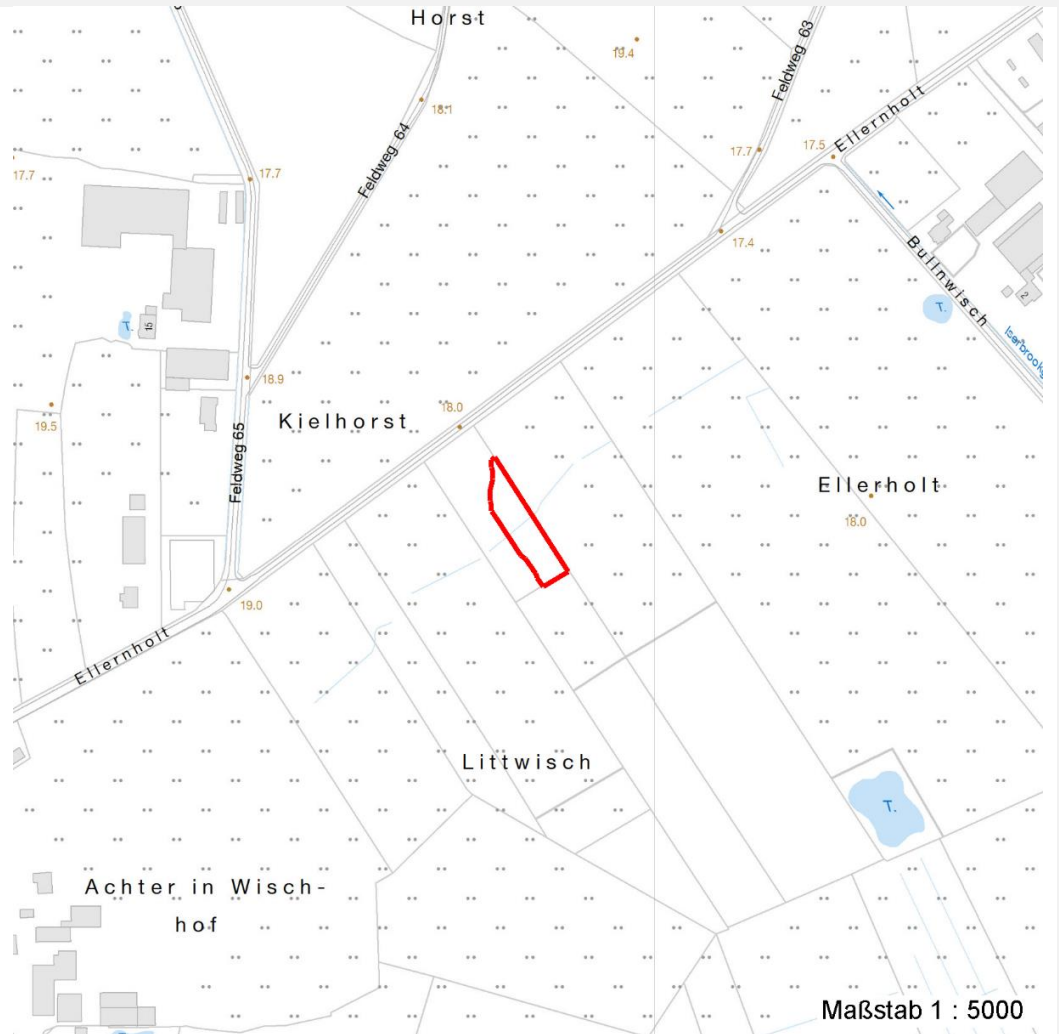 Horst
19.4
Feldweg 63
18.1
Feldweg 64
Ellernholt
17.5
17.7
17.7
17.7
17.4
Bullnwisch
2
T.
T.
15
18.9
19.5
18.0
Kielhorst
Feldweg 65
Ellerholt
18.0
19.0
Ellernholt
Littwisch
T.
Achter in Wisch-
hof
Maßstab 1 : 5000